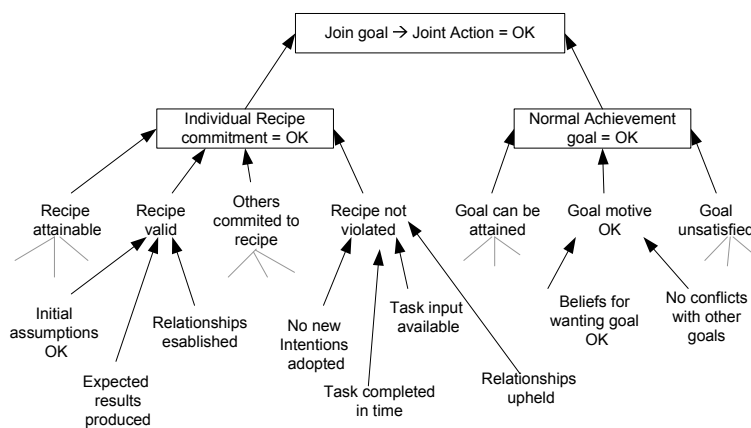 Join goal → Joint Action = OK
Individual Recipe
commitment = OK
Normal Achievement
goal = OK
Recipe
attainable
Recipe
valid
Others
commited to
recipe
Recipe not
violated
Goal can be
attained
Goal motive
OK
Goal
unsatisfied
Initial
assumptions
OK
Expected
results
produced
Relationships
esablished
No new
Intentions
adopted
Task completed
in time
Task input
available
Relationships
upheld
Beliefs for
wanting goal
OK
No conflicts
with other
goals